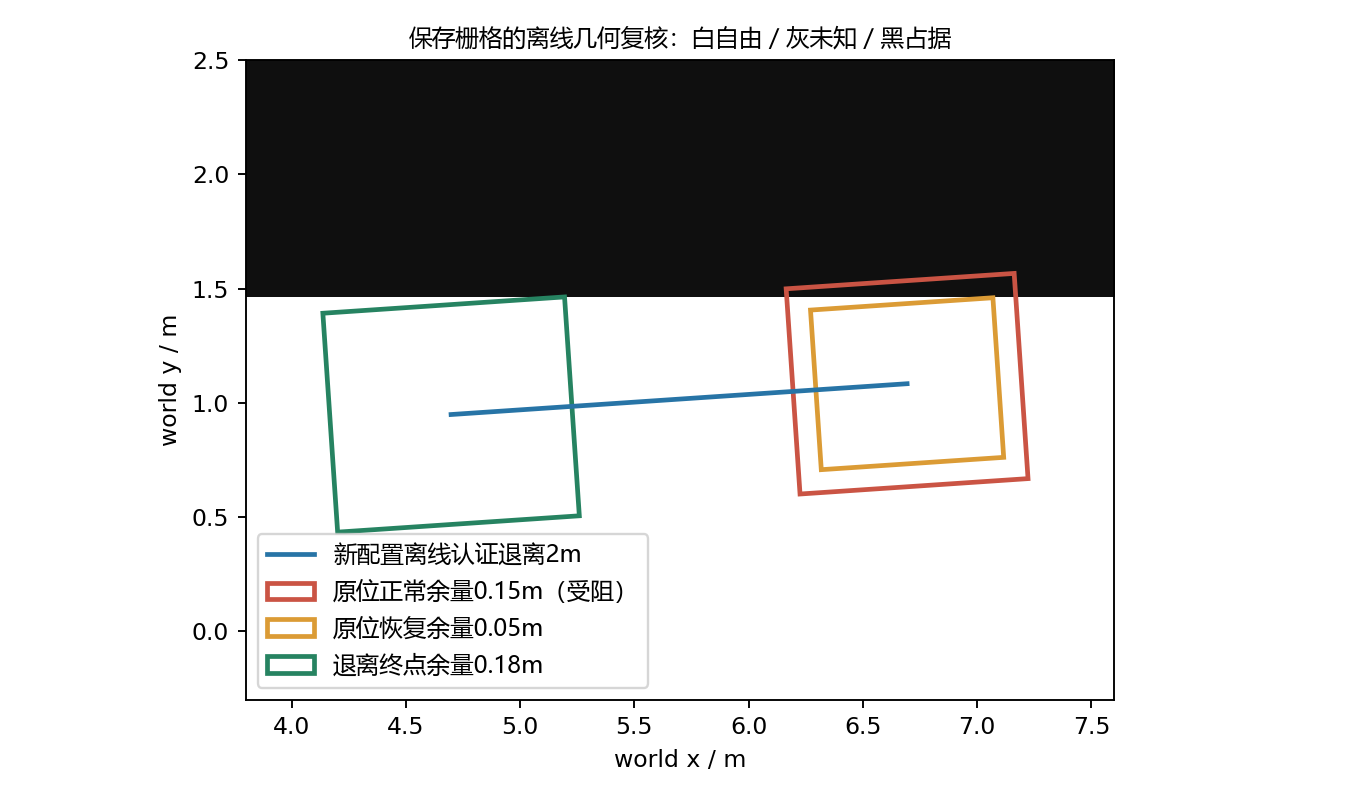 保存栅格的离线几何复核：白自由 / 灰未知 / 黑占据
2.5
2.0
1.5
1.0
0.5
0.0
world y / m
新配置离线认证退离2m
原位正常余量0.15m（受阻）
原位恢复余量0.05m
退离终点余量0.18m
4.0 4.5 5.0 5.5 6.0 6.5 7.0 7.5
world x / m